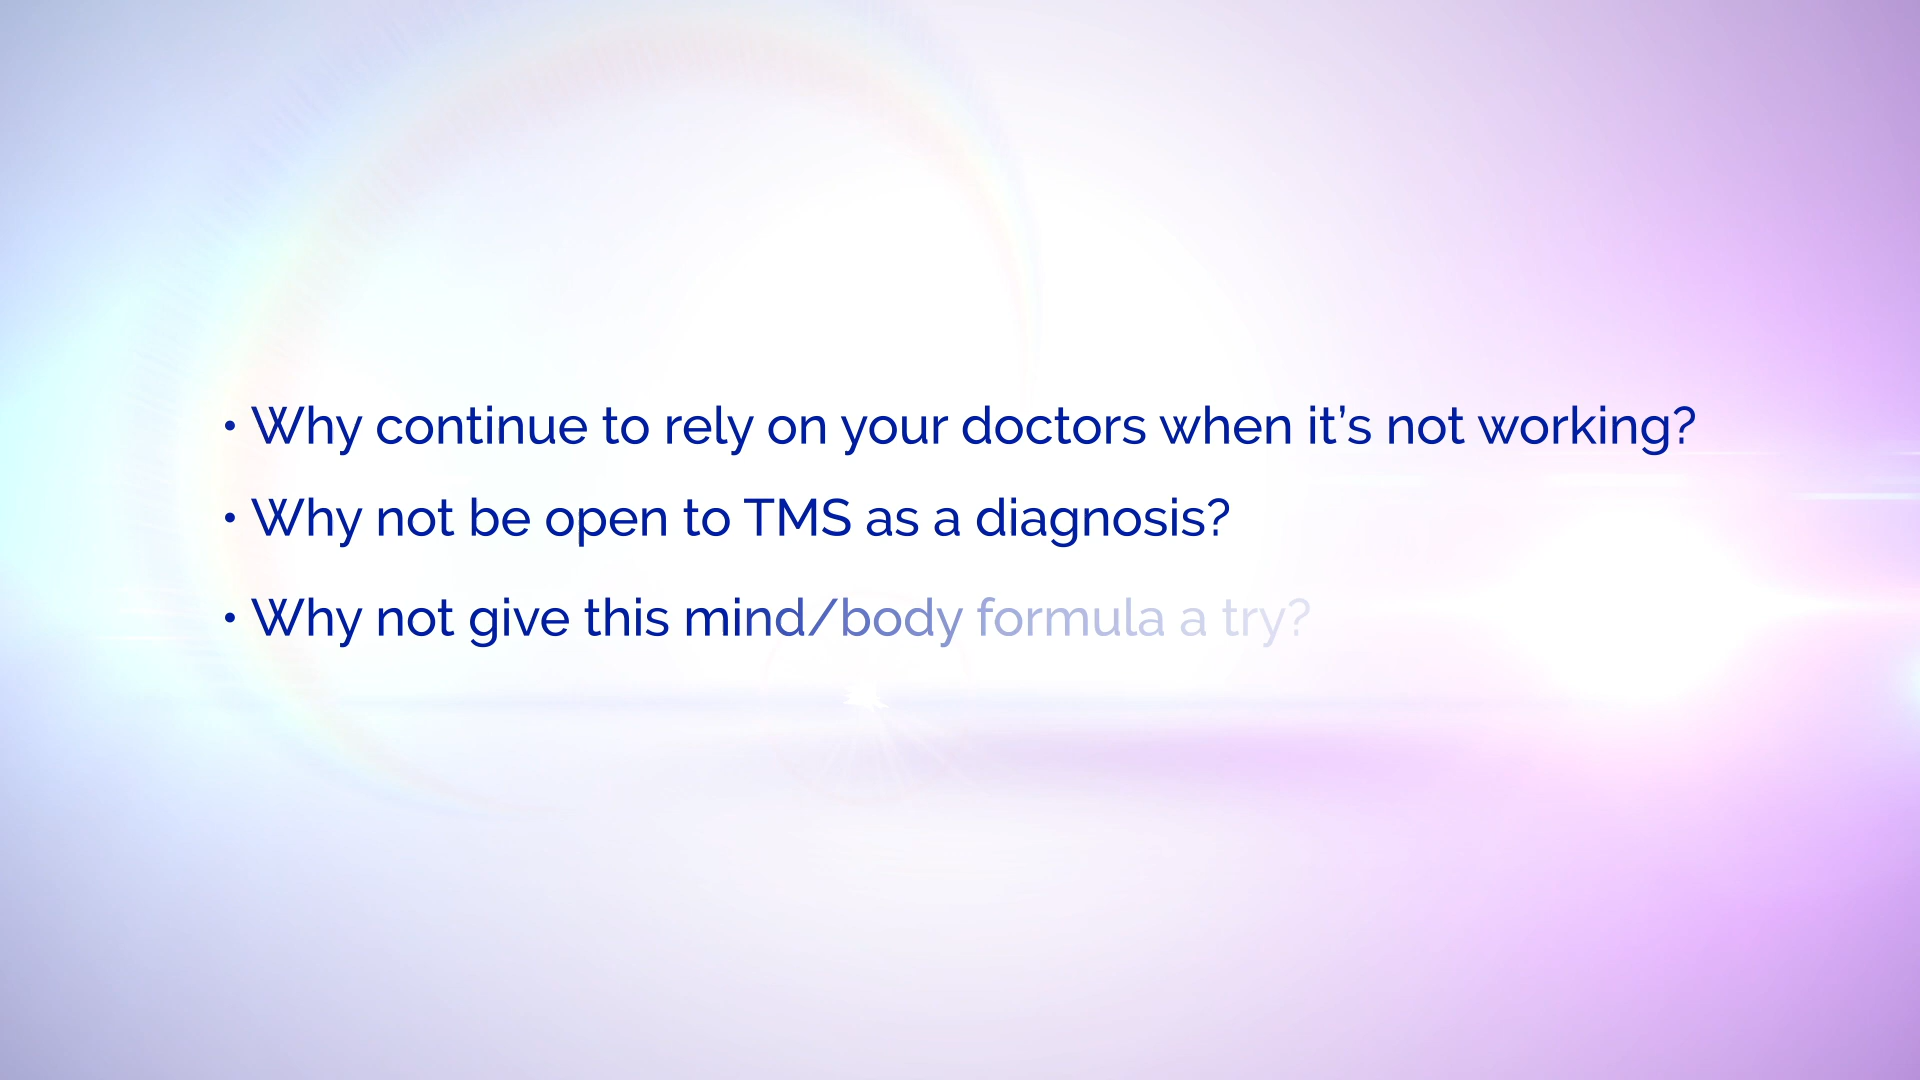 • Why continue to rely on your doctors when it’s not working?
• Why not be open to TMS as a diagnosis?
• Why not give this mind/body formula a try?